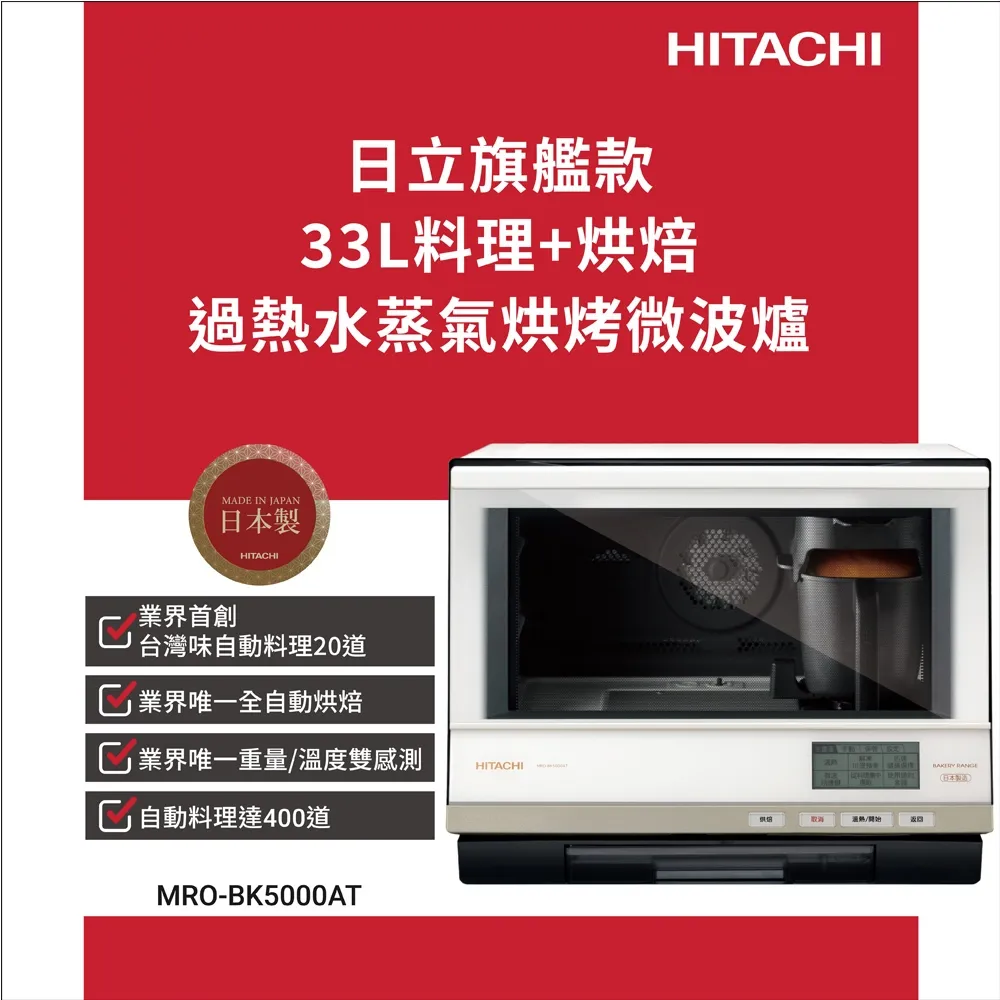 HITACHI
日立旗艦款
33L料理+烘焙
過熱水蒸氣烘烤微波爐
MADE IN JAPAN
日本製
HITACHI
業界首創
台灣味自動料理20道
業界唯一全自動烘焙
業界唯一重量/溫度雙感測
自動料理達400道
MRO-BK5000AT
HITACHI
MRO-BK5000AT
BAKERY RANGE
日本製造
烘焙
取消
溫熱/開始
返回